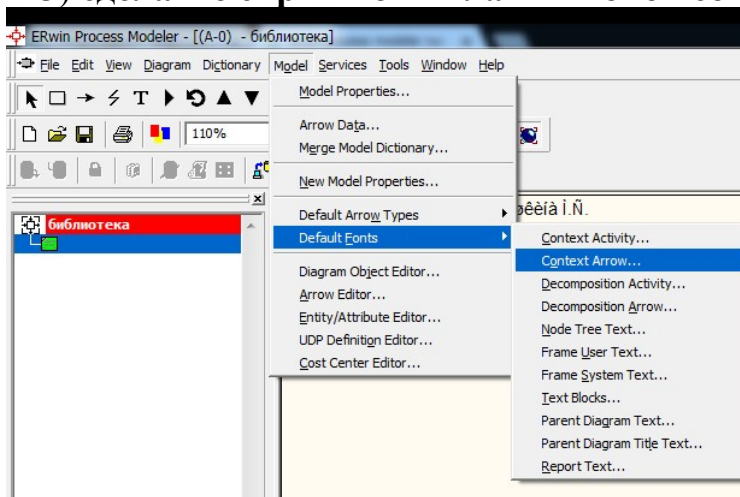 ERwin Process Modeler - [(A-0) - библиотека]
File Edit View Diagram Dictionary Model Services Tools Window Help
110%
библиотека
Model Properties...
Arrow Data...
Merge Model Dictionary...
New Model Properties...
Default Arrow Types
Default Fonts
Diagram Object Editor...
Arrow Editor...
Entity/Attribute Editor...
UDP Definition Editor...
Cost Center Editor...
Context Activity...
Context Arrow...
Decomposition Activity...
Decomposition Arrow...
Node Tree Text...
Frame User Text...
Frame System Text...
Text Blocks...
Parent Diagram Text...
Parent Diagram Title Text...
Report Text...